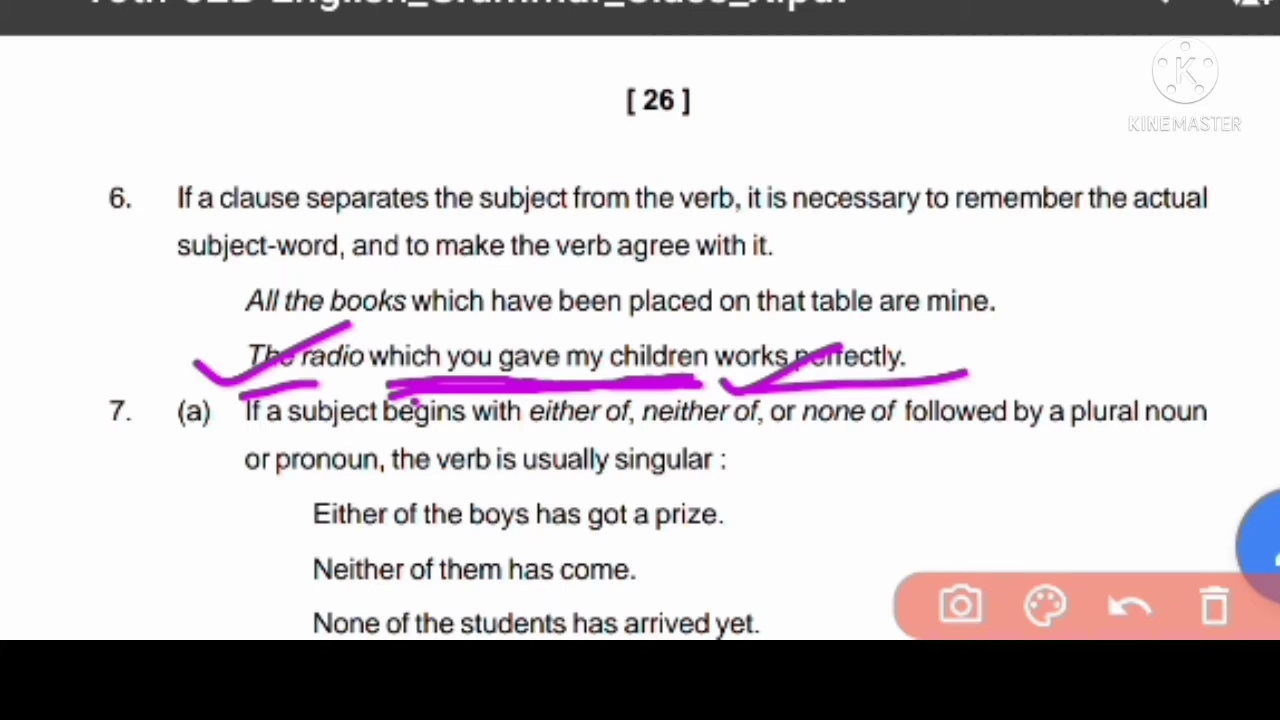 [ 26 ]
KINEMASTER
6. If a clause separates the subject from the verb, it is necessary to remember the actual
subject-word, and to make the verb agree with it.
All the books which have been placed on that table are mine.
The radio which you gave my children works perfectly.
7. (a) If a subject begins with either of, neither of, or none of followed by a plural noun
or pronoun, the verb is usually singular :
Either of the boys has got a prize.
Neither of them has come.
None of the students has arrived yet.